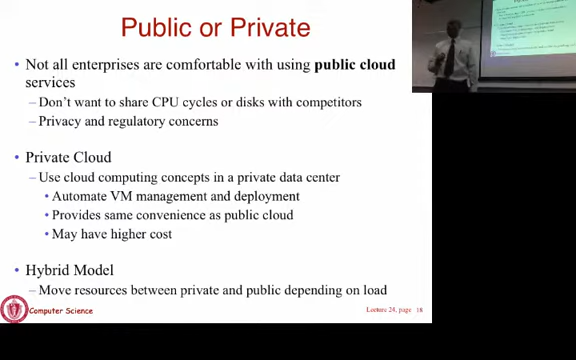 Public or Private
• Not all enterprises are comfortable with using public cloud
services
– Don't want to share CPU cycles or disks with competitors
– Privacy and regulatory concerns
• Private Cloud
– Use cloud computing concepts in a private data center
• Automate VM management and deployment
• Provides same convenience as public cloud
• May have higher cost
• Hybrid Model
– Move resources between private and public depending on load
Computer Science
Lecture 24, page 18